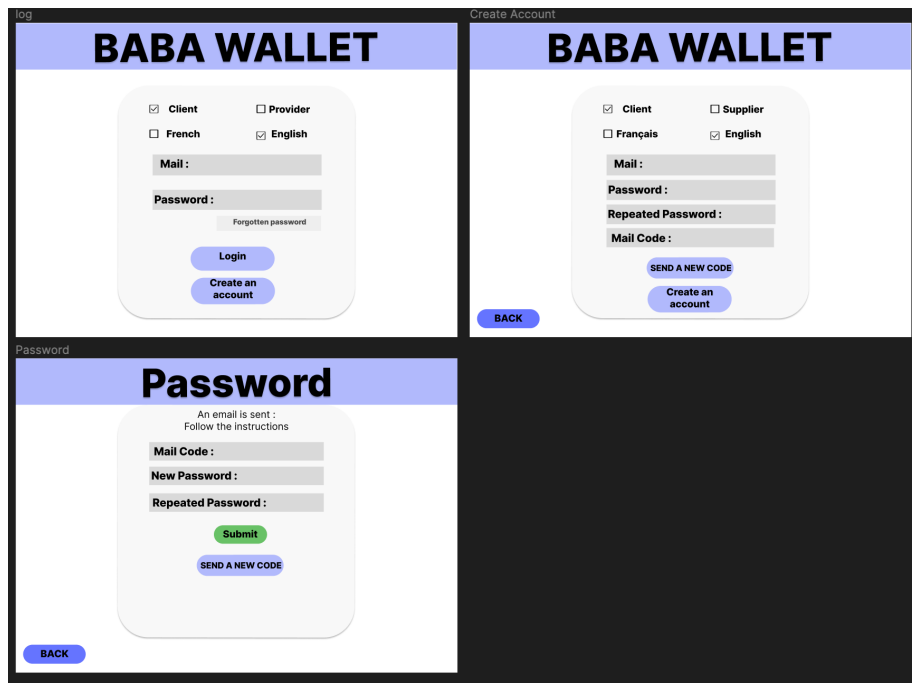 log
BABA WALLET
Client
Provider
French
English
Mail :
Password :
Forgotten password
Login
Create an
account
Create Account
BABA WALLET
Client
Supplier
Français
English
Mail :
Password :
Repeated Password :
Mail Code :
SEND A NEW CODE
Create an
account
BACK
Password
Password
An email is sent :
Follow the instructions
Mail Code :
New Password :
Repeated Password :
Submit
SEND A NEW CODE
BACK